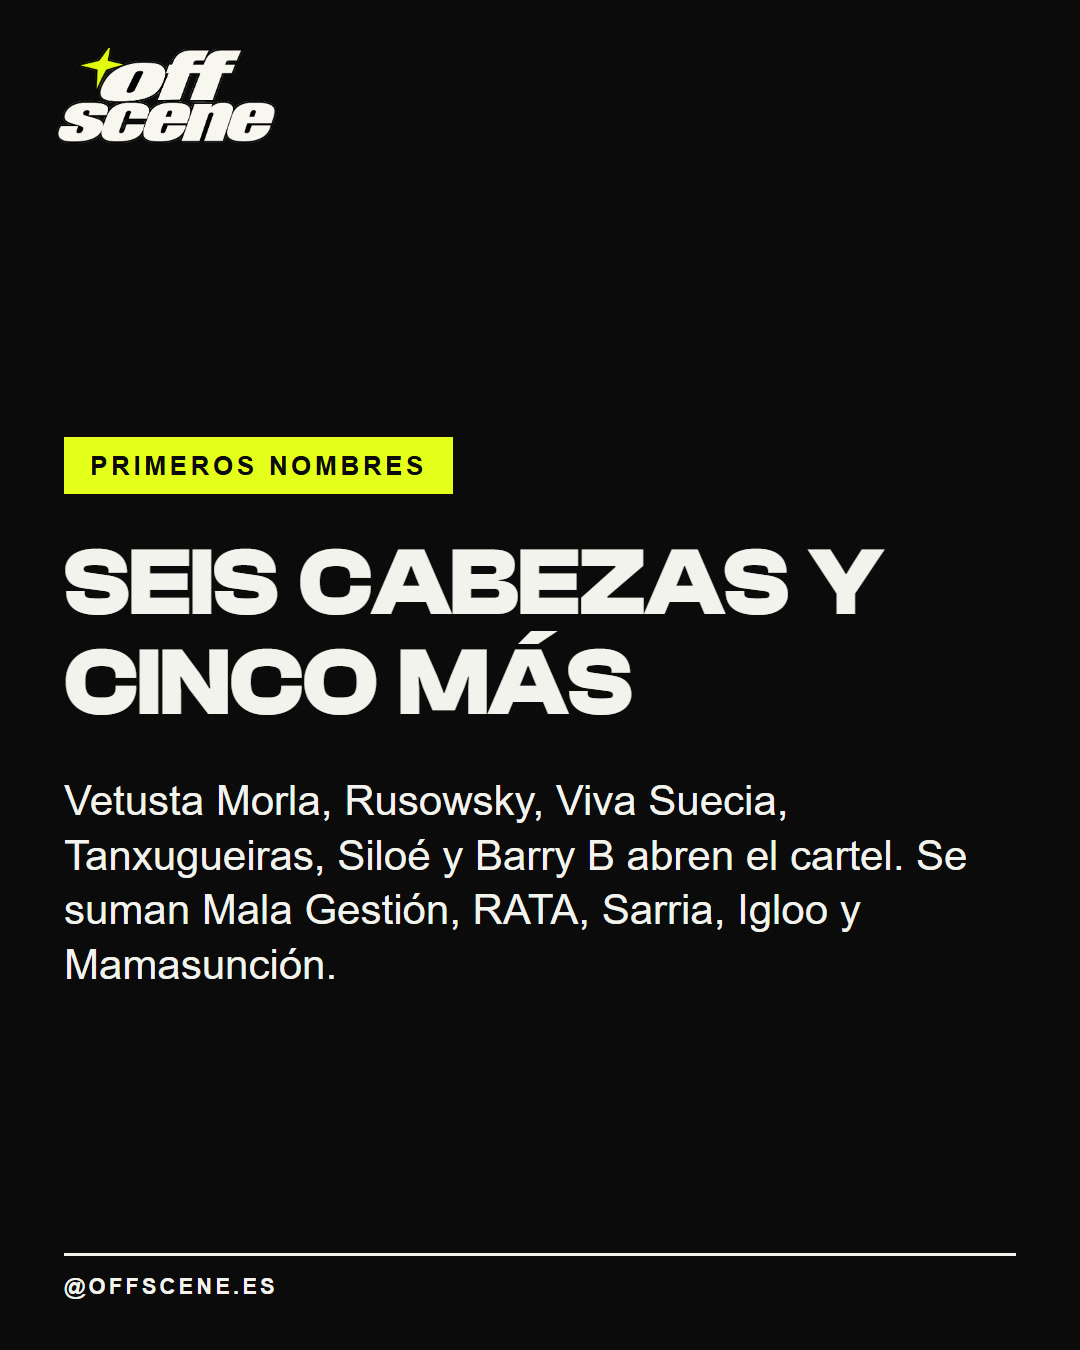 off
scene
PRIMEROS NOMBRES
SEIS CABEZAS Y
CINCO MÁS
Vetusta Morla, Rusowsky, Viva Suecia,
Tanxugueiras, Siloé y Barry B abren el cartel. Se
suman Mala Gestión, RATA, Sarria, Igloo y
Mamasunción.
@OFFSCENE.ES